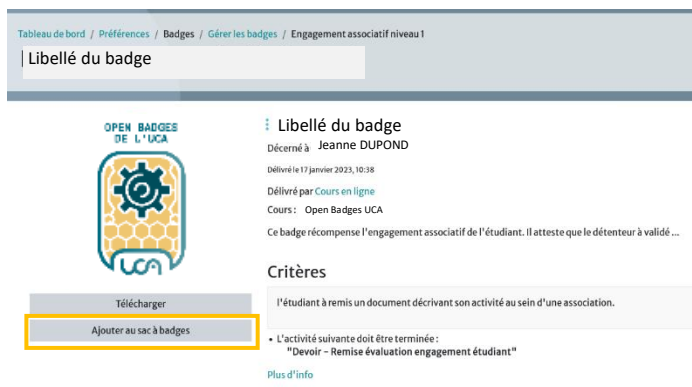 Tableau de bord / Préférences / Badges / Gérer les badges / Engagement associatif niveau 1
Libellé du badge
OPEN BADGES
DE L'UCA
UCA
Télécharger
Ajouter au sac à badges
Libellé du badge
Décerné à Jeanne DUPOND
Délivré le 17 janvier 2023, 10:38
Délivré par Cours en ligne
Cours : Open Badges UCA
Ce badge récompense l'engagement associatif de l'étudiant. Il atteste que le détenteur à validé ...
Critères
l'étudiant à remis un document décrivant son activité au sein d'une association.
• L'activité suivante doit être terminée :
"Devoir - Remise évaluation engagement étudiant"
Plus d'info